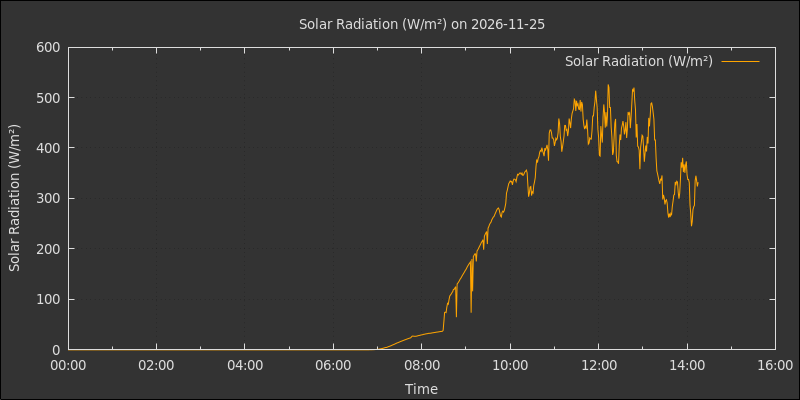 Solar Radiation (W/m²) on 2026-11-25
Solar Radiation (W/m²)
Solar Radiation (W/m²)
600
500
400
300
200
100
0
00:00 02:00 04:00 06:00 08:00 10:00 12:00 14:00 16:00
Time